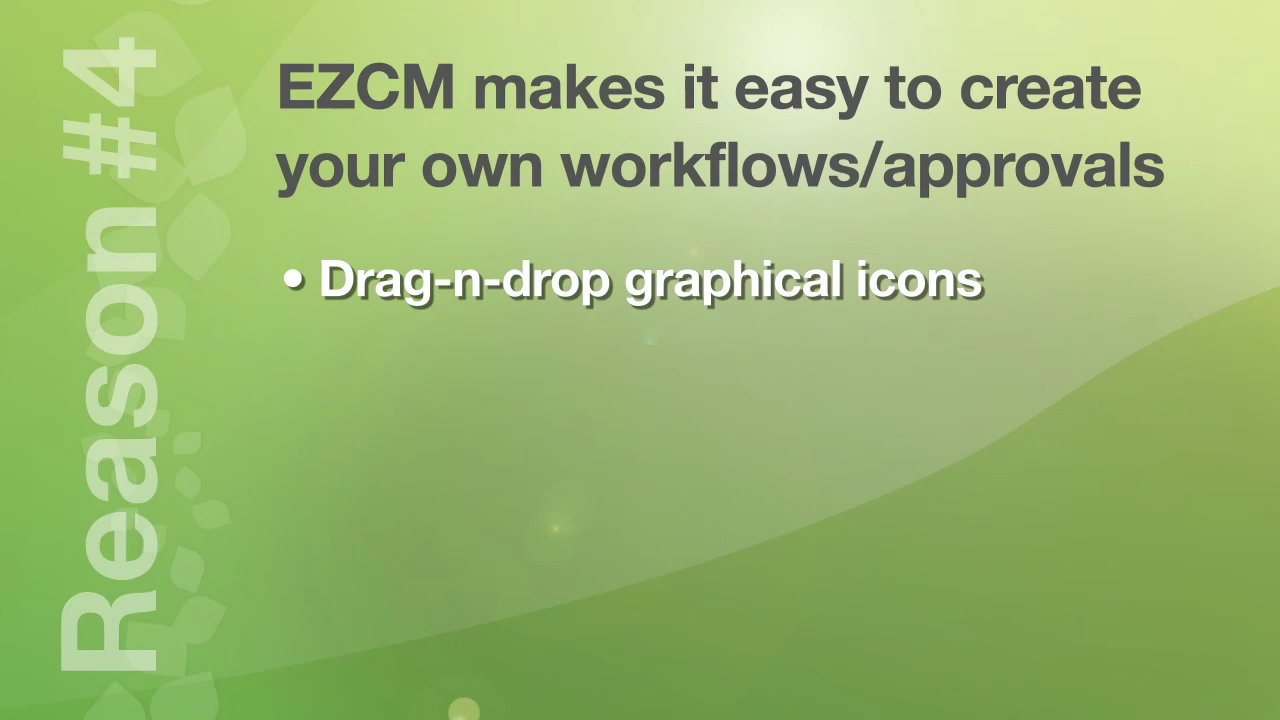 Reason #4
EZCM makes it easy to create
your own workflows/approvals
• Drag-n-drop graphical icons